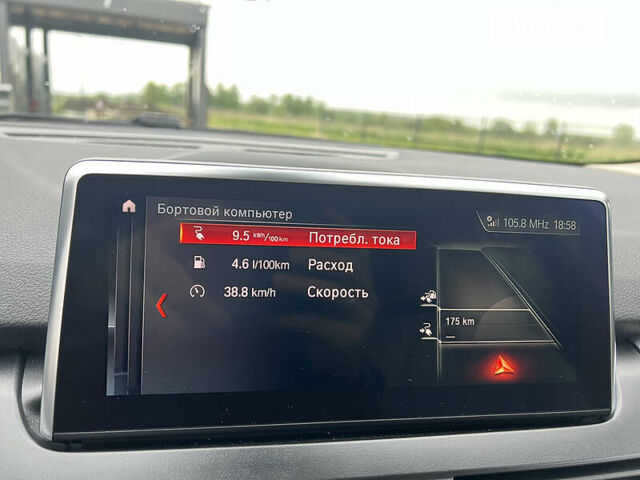 Бортовой компьютер
105.8 MHz 18:58
9.5 kWh/100km Потребл. тока
4.6 l/100km Расход
38.8 km/h Скорость
175 km